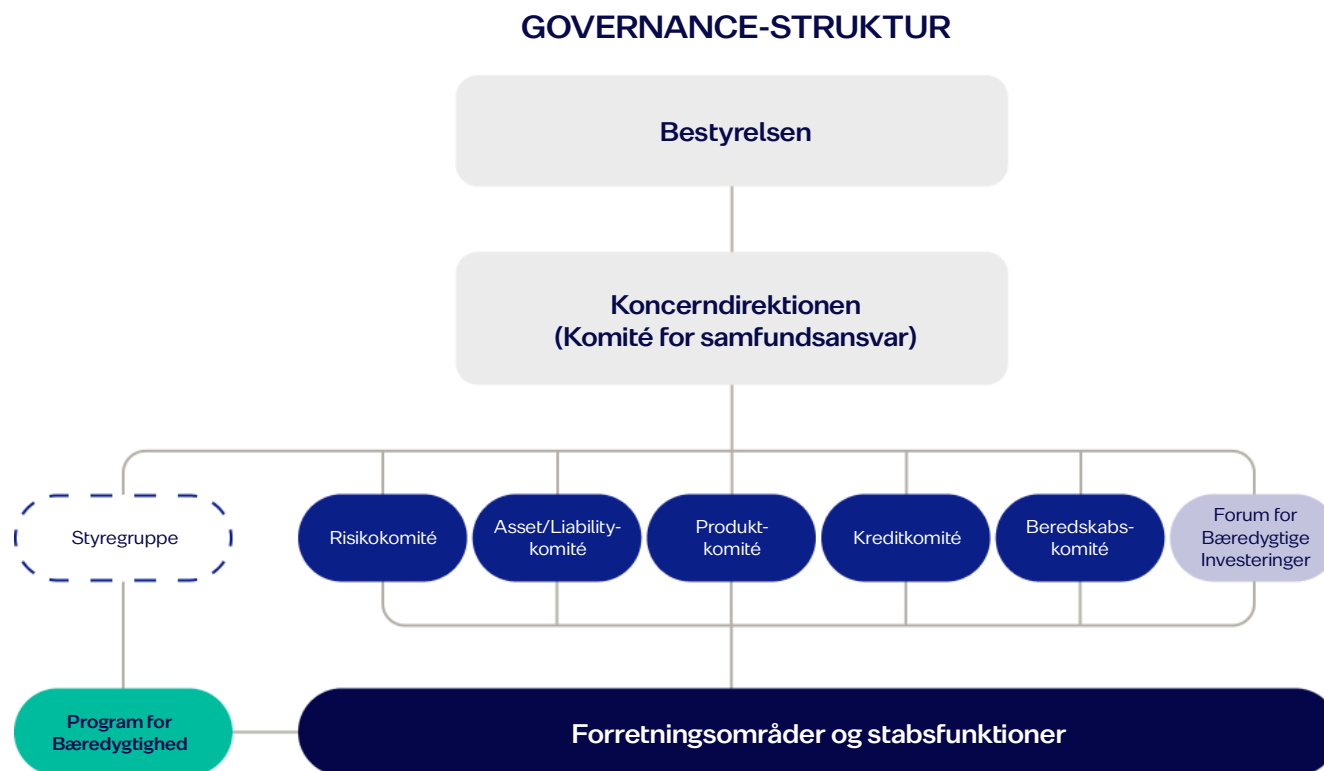 GOVERNANCE-STRUKTUR
Bestyrelsen
Koncerndirektionen
(Komité for samfundsansvar)
Styregruppe
Risikokomité
Asset/Liability-
komité
Produkt-
komité
Kreditkomité
Beredskabs-
komité
Forum for
Bæredygtige
Investeringer
Program for
Bæredygtighed
Forretningsområder og stabsfunktioner